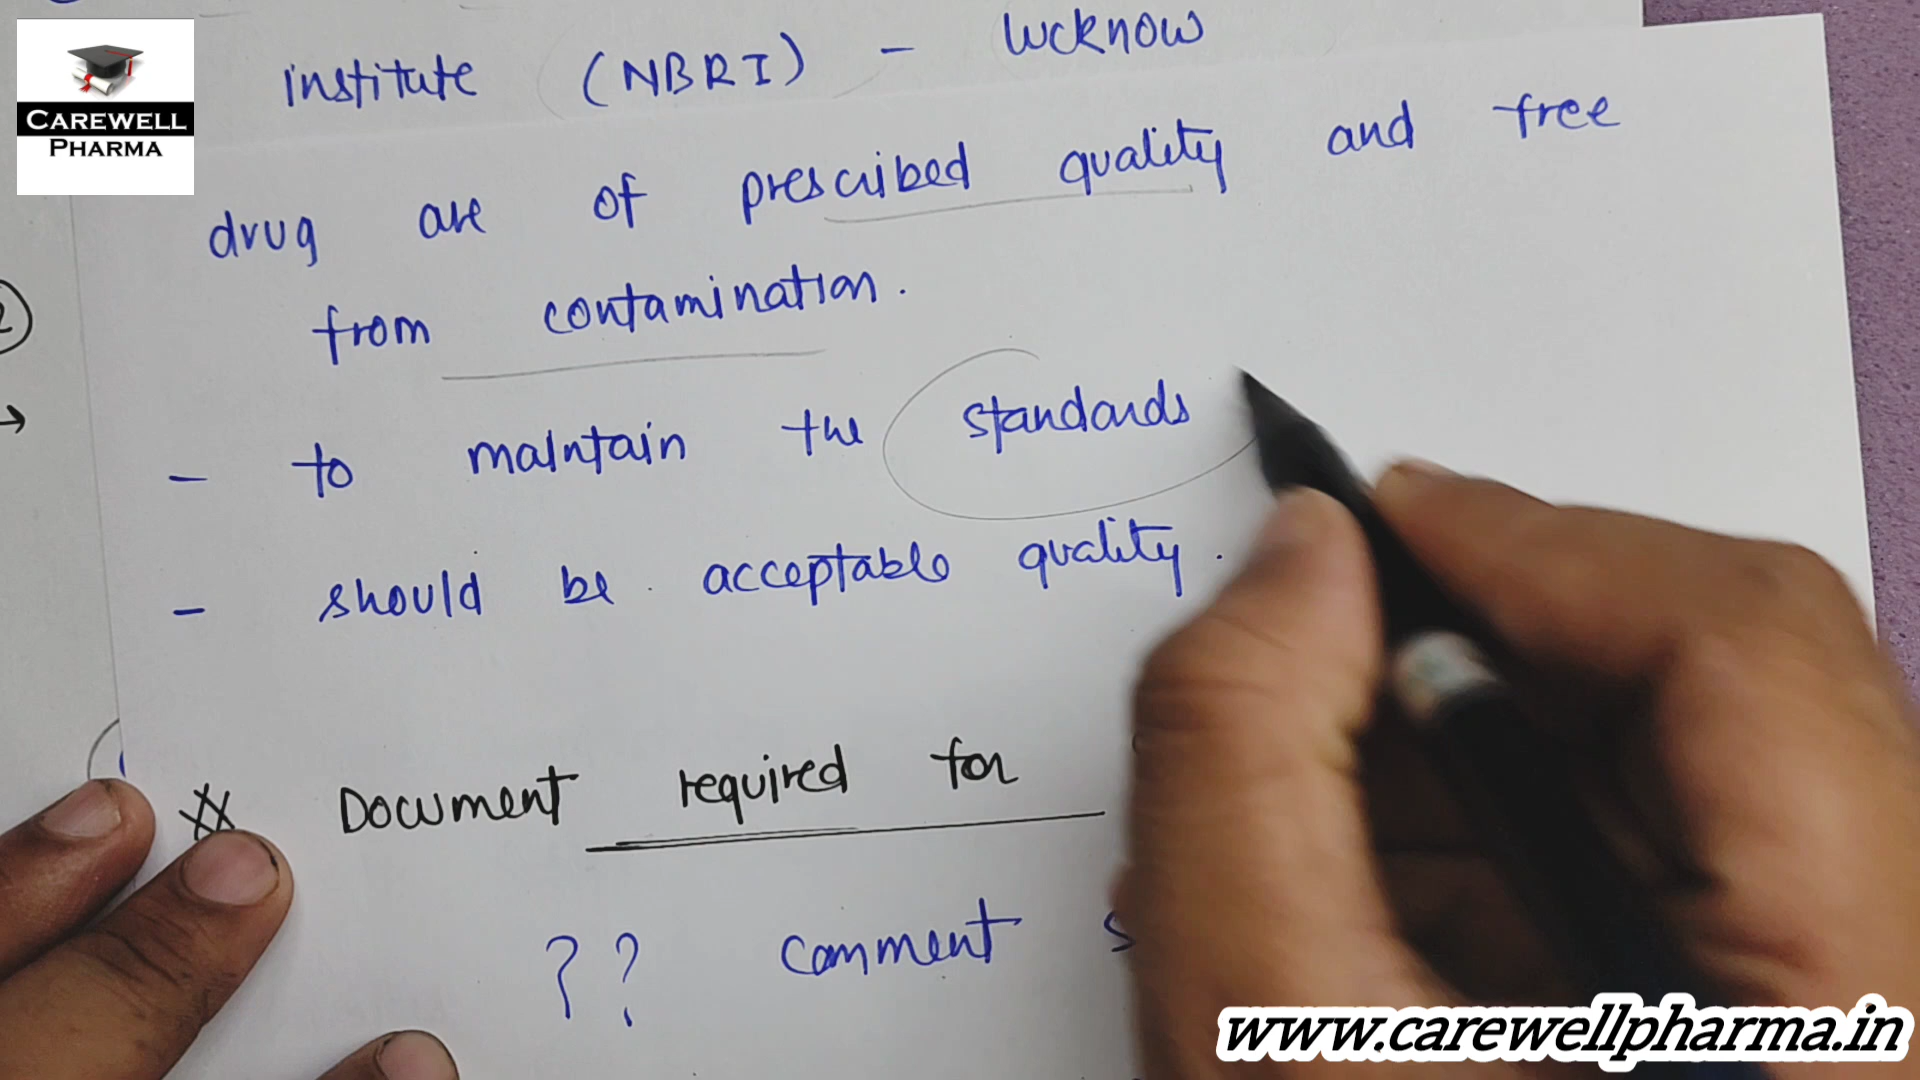 CAREWELL
PHARMA
institute (NBRI) - lucknow
drug are of prescribed quality and free
from contamination.
- to maintain the standards
- should be acceptable quality.
Document required for
?? comment s
www.carewellpharma.in